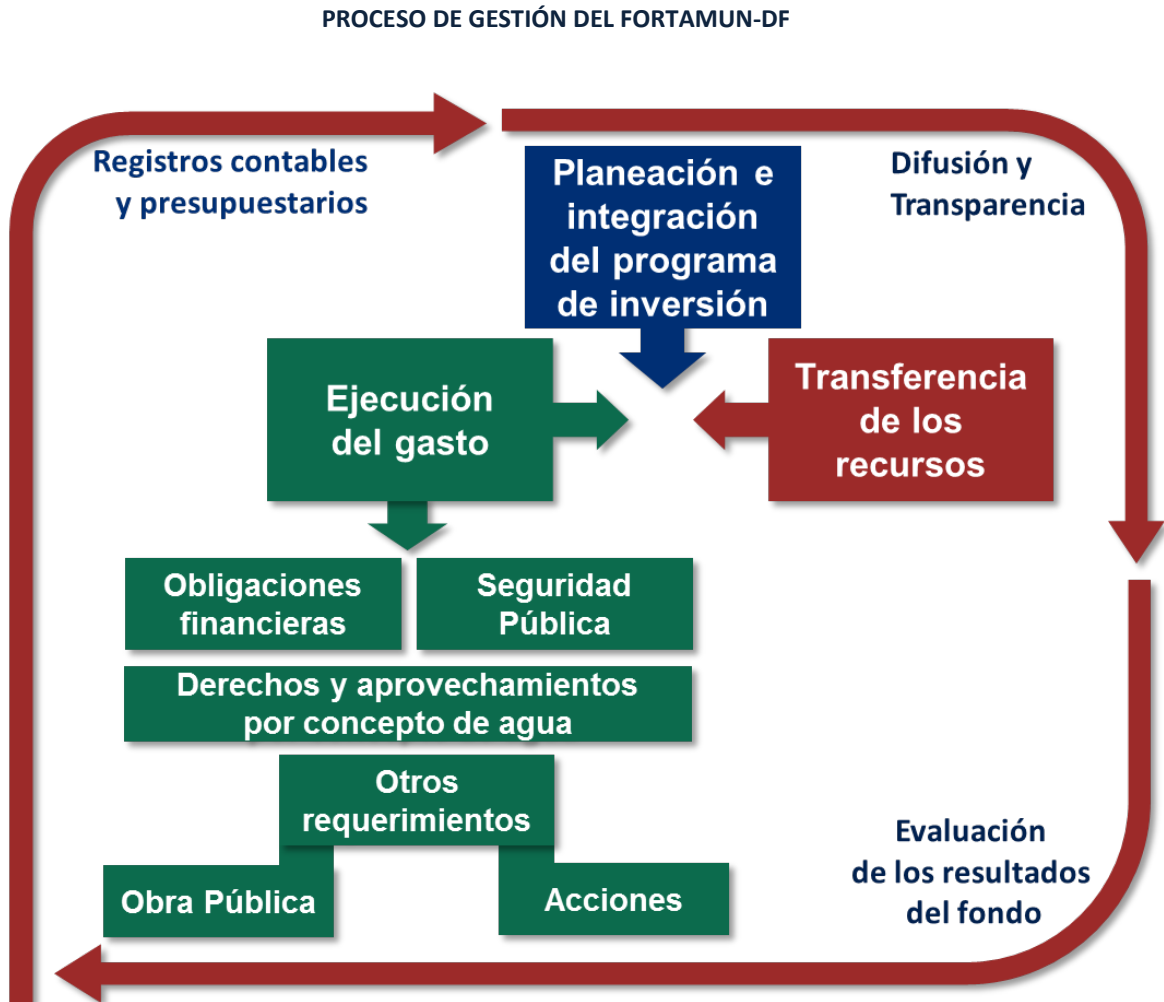 PROCESO DE GESTIÓN DEL FORTAMUN-DF
Registros contables
y presupuestarios
Planeación e
integración
del programa
de inversión
Difusión y
Transparencia
Ejecución
del gasto
Transferencia
de los
recursos
Obligaciones
financieras
Seguridad
Pública
Derechos y aprovechamientos
por concepto de agua
Otros
requerimientos
Obra Pública
Acciones
Evaluación
de los resultados
del fondo